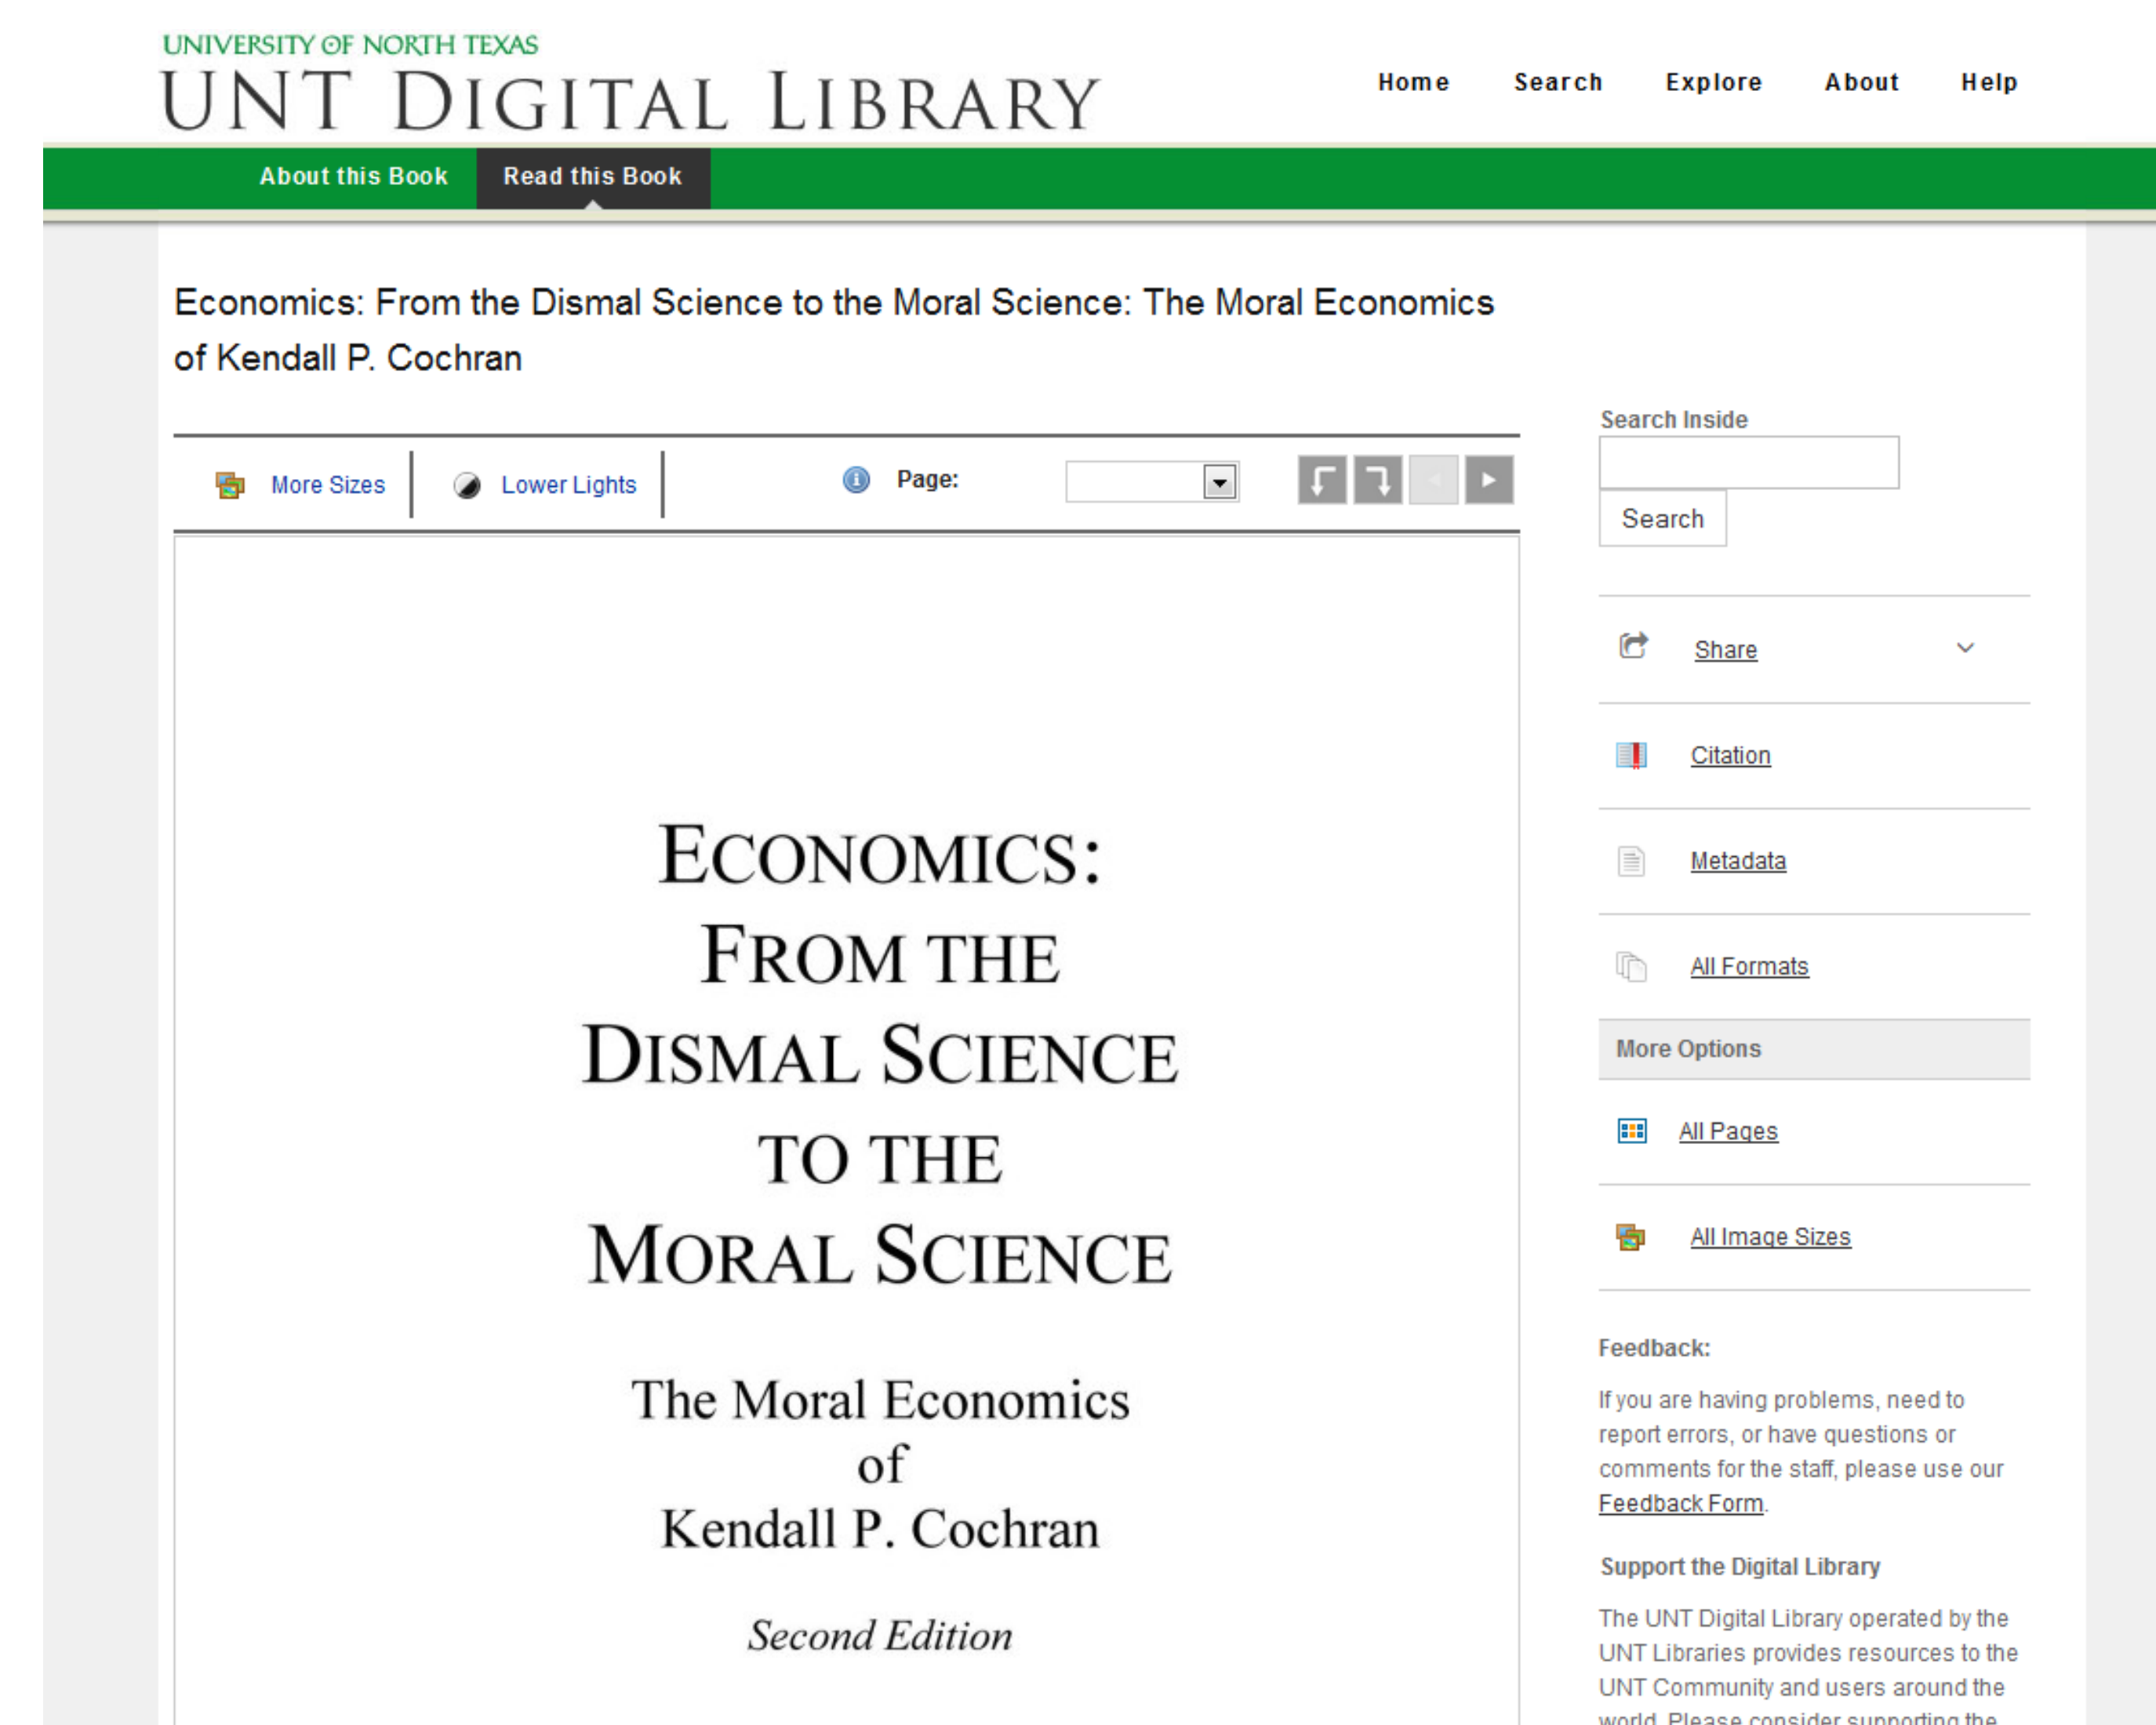 UNIVERSITY OF NORTH TEXAS
UNT DIGITAL LIBRARY
Home Search Explore About Help
About this Book Read this Book
Economics: From the Dismal Science to the Moral Science: The Moral Economics
of Kendall P. Cochran
More Sizes Lower Lights Page:
ECONOMICS:
FROM THE
DISMAL SCIENCE
TO THE
MORAL SCIENCE
The Moral Economics
of
Kendall P. Cochran
Second Edition
Search Inside
Search
Share
Citation
Metadata
All Formats
More Options
All Pages
All Image Sizes
Feedback:
If you are having problems, need to
report errors, or have questions or
comments for the staff, please use our
Feedback Form.
Support the Digital Library
The UNT Digital Library operated by the
UNT Libraries provides resources to the
UNT Community and users around the
world. Please consider supporting the